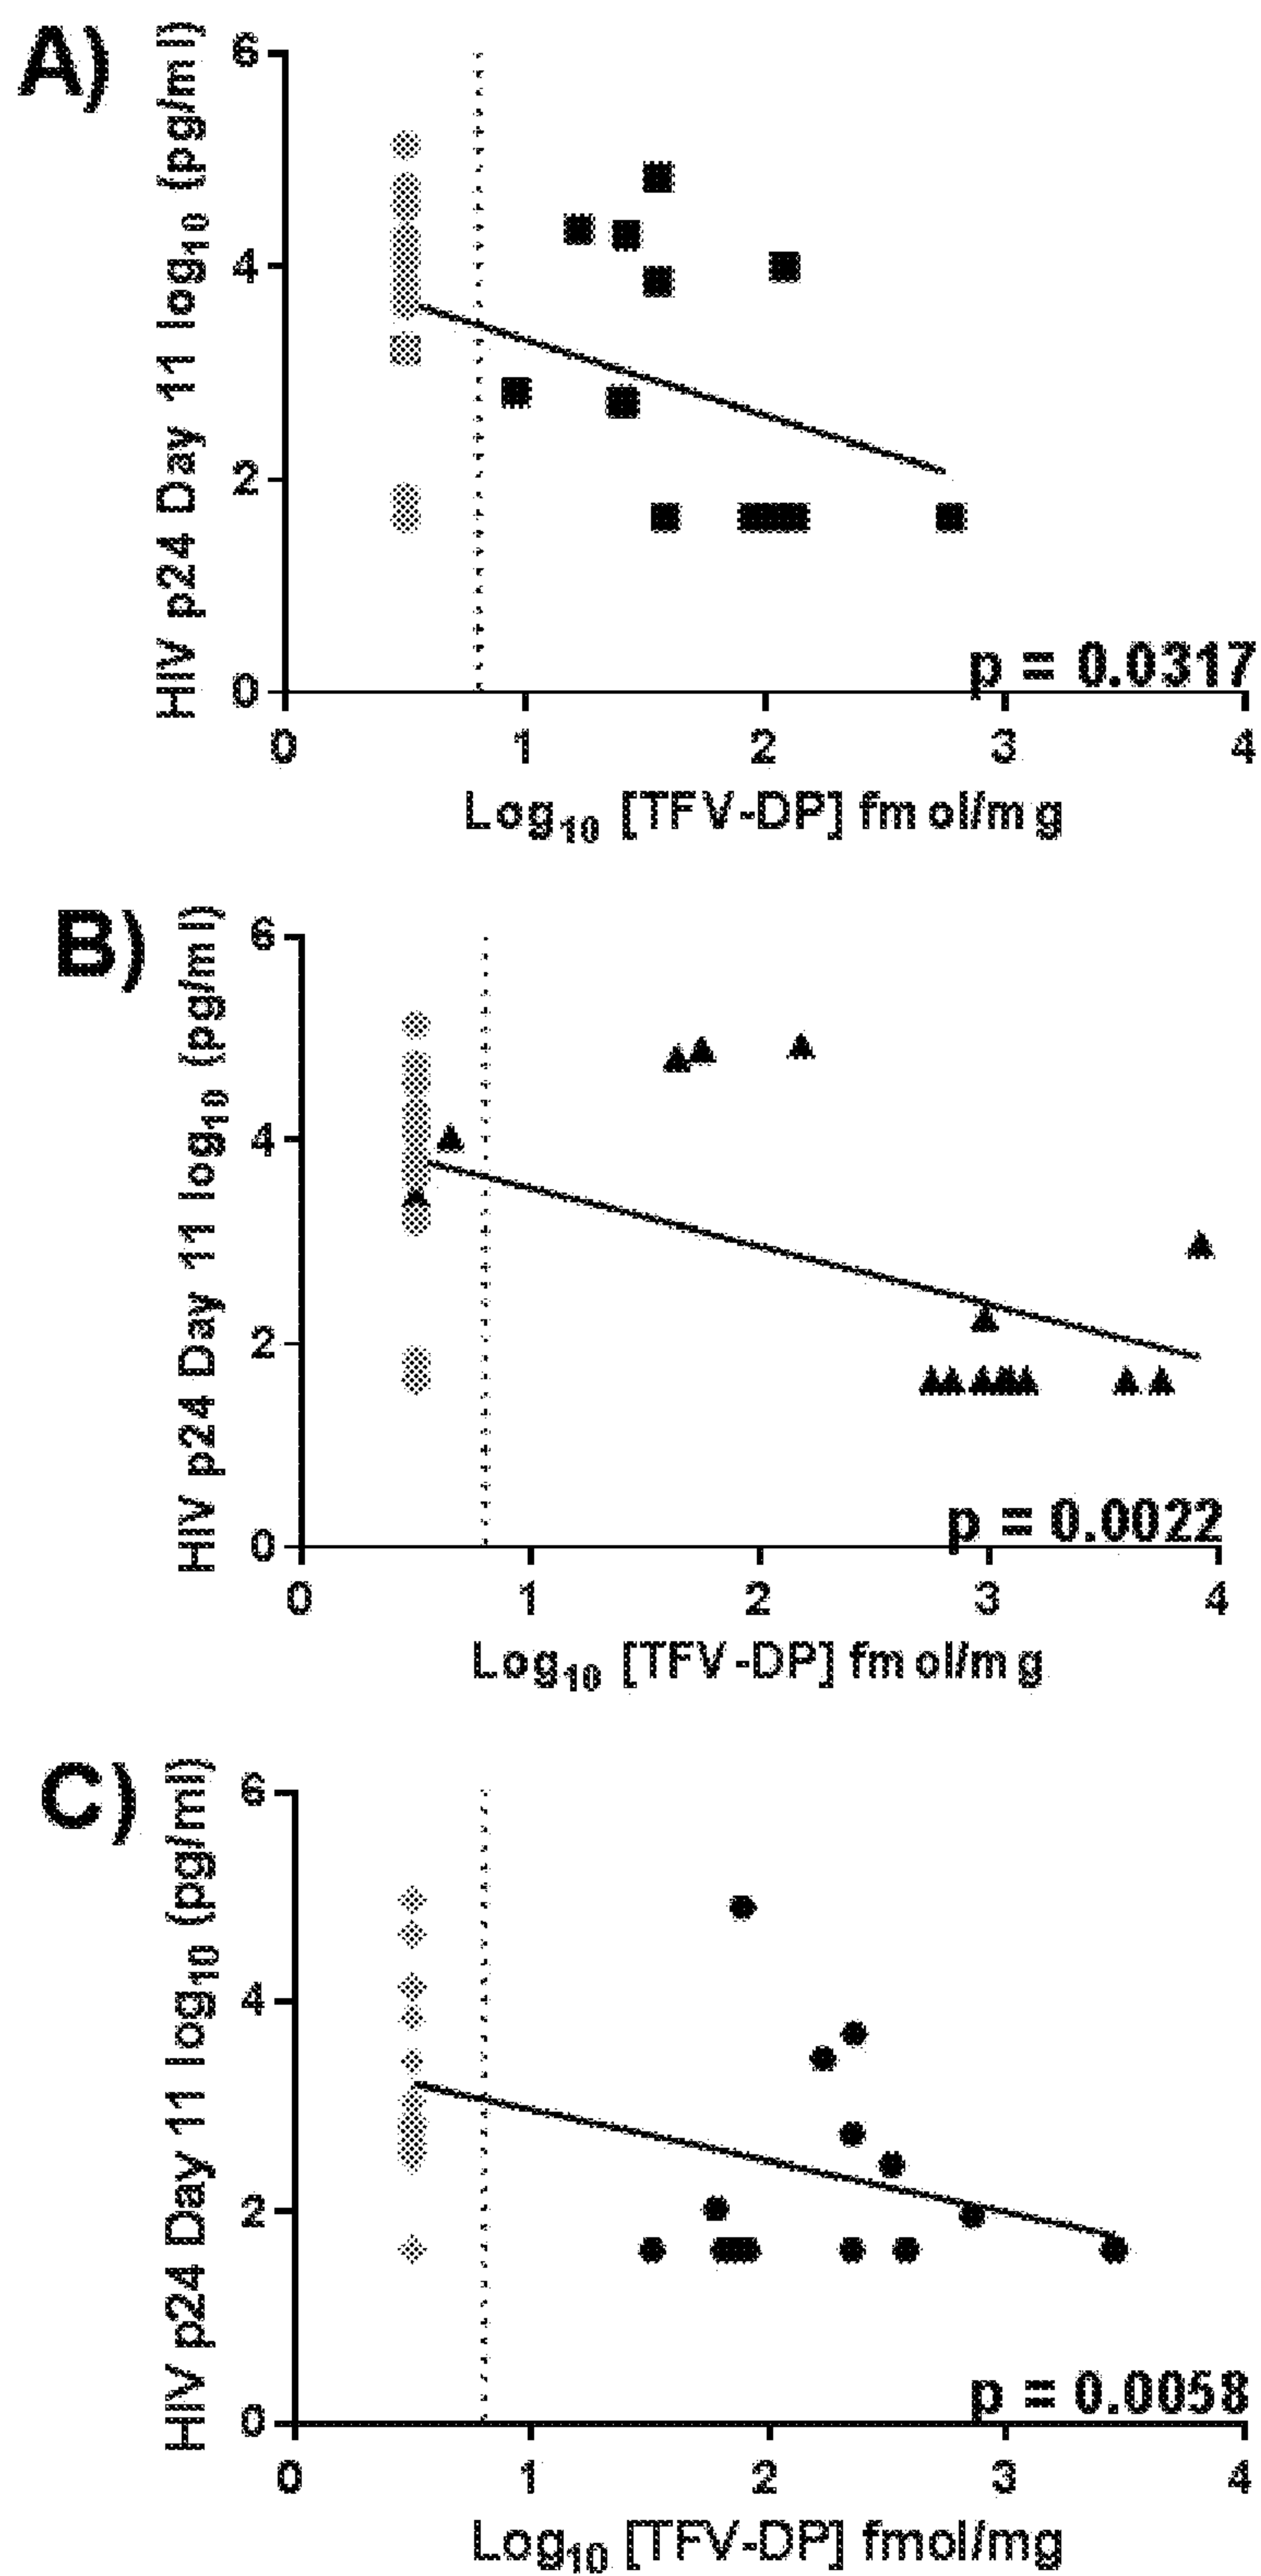 A)
HIV p24 Day 11 log10 (pg/ml)
6
4
2
0
p = 0.0317
0 1 2 3 4
Log10 [TFV-DP] fmol/mg
B)
HIV p24 Day 11 log10 (pg/ml)
6
4
2
0
p = 0.0022
0 1 2 3 4
Log10 [TFV-DP] fmol/mg
C)
HIV p24 Day 11 log10 (pg/ml)
6
4
2
0
p = 0.0058
0 1 2 3 4
Log10 [TFV-DP] fmol/mg